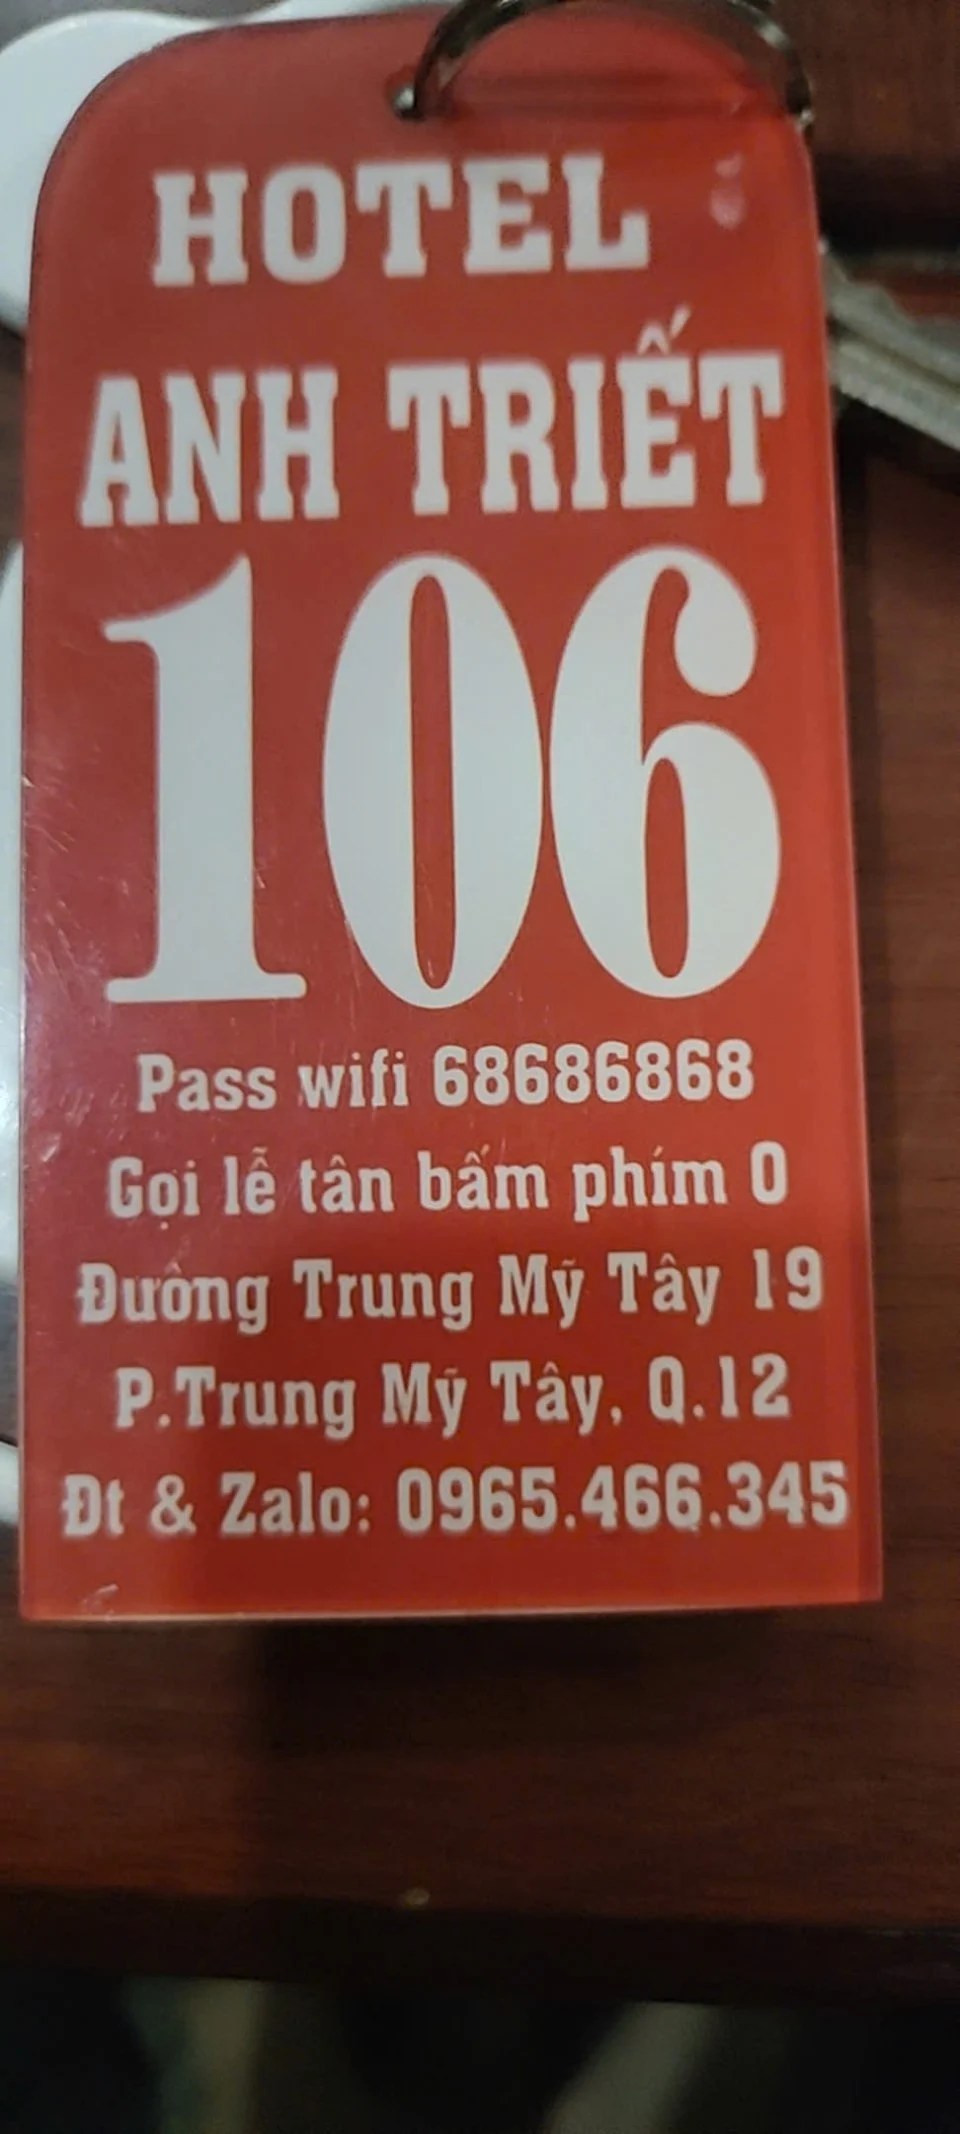 HOTEL
ANH TRIẾT
106
Pass wifi 68686868
Gọi lễ tân bấm phím 0
Đuông Trung Mỹ Tây 19
P.Trung Mỹ Tây, Q.12
Đt & Zalo: 0965.466.345